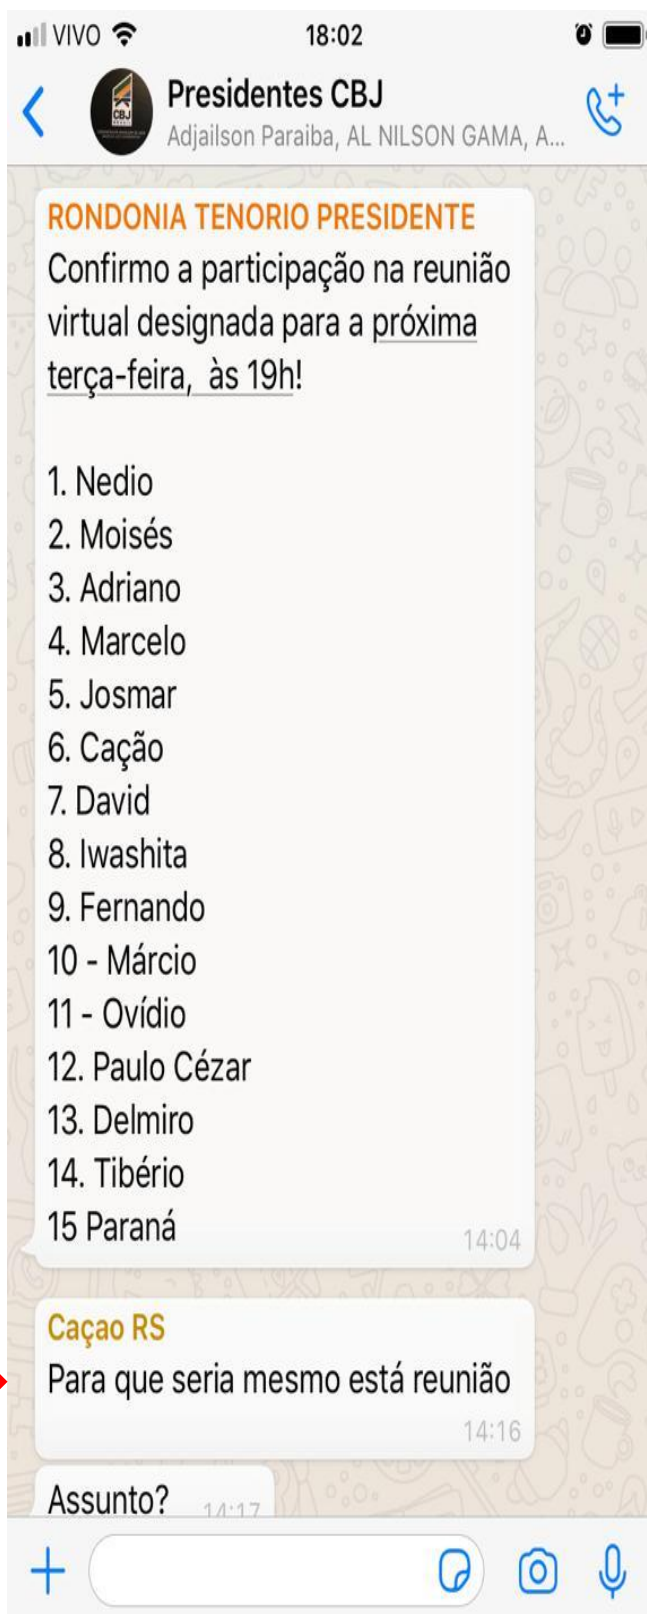 VIVO 18:02
Presidentes CBJ
CBJ
Adjailson Paraiba, AL NILSON GAMA, A...
RONDONIA TENORIO PRESIDENTE
Confirmo a participação na reunião
virtual designada para a próxima
terça-feira, às 19h!
1. Nedio
2. Moisés
3. Adriano
4. Marcelo
5. Josmar
6. Cação
7. David
8. Iwashita
9. Fernando
10 - Márcio
11 - Ovídio
12. Paulo Cézar
13. Delmiro
14. Tibério
15 Paraná
14:04
Caçao RS
Para que seria mesmo está reunião
14:16
Assunto? 14:17